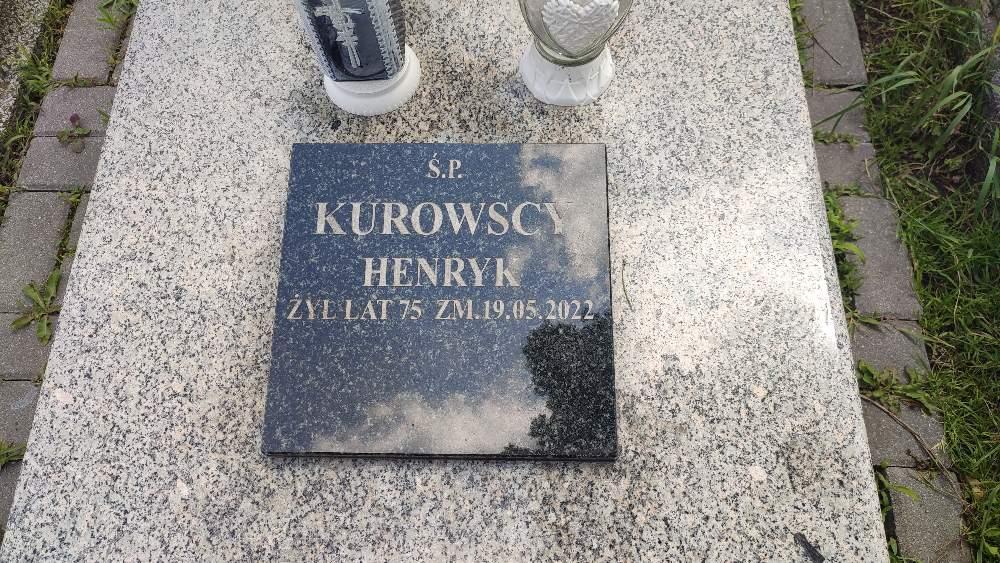 Ś.P.
KUROWSCY
HENRYK
ŻYŁ LAT 75 ZM.19.05.2022